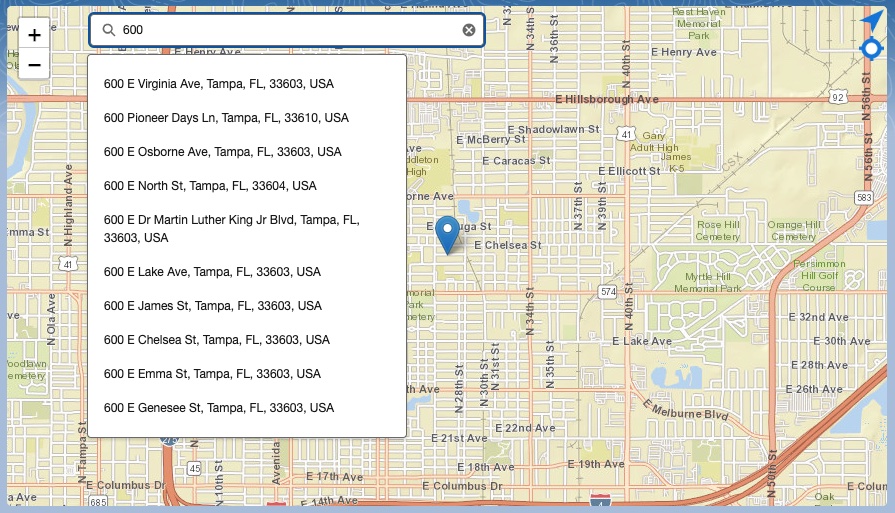 600
+
−
600 E Virginia Ave, Tampa, FL, 33603, USA
600 Pioneer Days Ln, Tampa, FL, 33610, USA
600 E Osborne Ave, Tampa, FL, 33603, USA
600 E North St, Tampa, FL, 33604, USA
600 E Dr Martin Luther King Jr Blvd, Tampa, FL,
33603, USA
600 E Lake Ave, Tampa, FL, 33603, USA
600 E James St, Tampa, FL, 33603, USA
600 E Chelsea St, Tampa, FL, 33603, USA
600 E Emma St, Tampa, FL, 33603, USA
600 E Genesee St, Tampa, FL, 33603, USA
Rest Haven
Memorial
Park
N 34th St
N 36th St
N 40th St
E Henry Ave
E Henry Ave
92
E Hillsborough Ave
N 56th St
E Shadowlawn St
41
E McBerry St
Gary
Adult High
James
K-5
CSX
Ave
High
E Caracas St
E Ellicott St
N 56th St
N 37th St
N 39th St
583
N Highland Ave
Emma St
Rose Hill
Cemetery
Orange Hill
Cemetery
E Chelsea St
41
Myrtle Hill
Memorial Park
Persimmon
Hill Golf
Course
574
N Ola Ave
N 34th St
N 40th St
E 32nd Ave
E Lake Ave
E 30th Ave
E 28th Ave
E 26th Ave
N 28th St
N 30th St
N 31st St
N 35th St
E Melburne Blvd
E 22nd Ave
E 21st Ave
N Tampa St
275
45
N 10th St
Avenida
E 17th Ave
E 18th Ave
E 19th Ave
N 50th St
E Columbus Dr
E Columbus Dr
685
E 14th Ave
4
Oak
Park